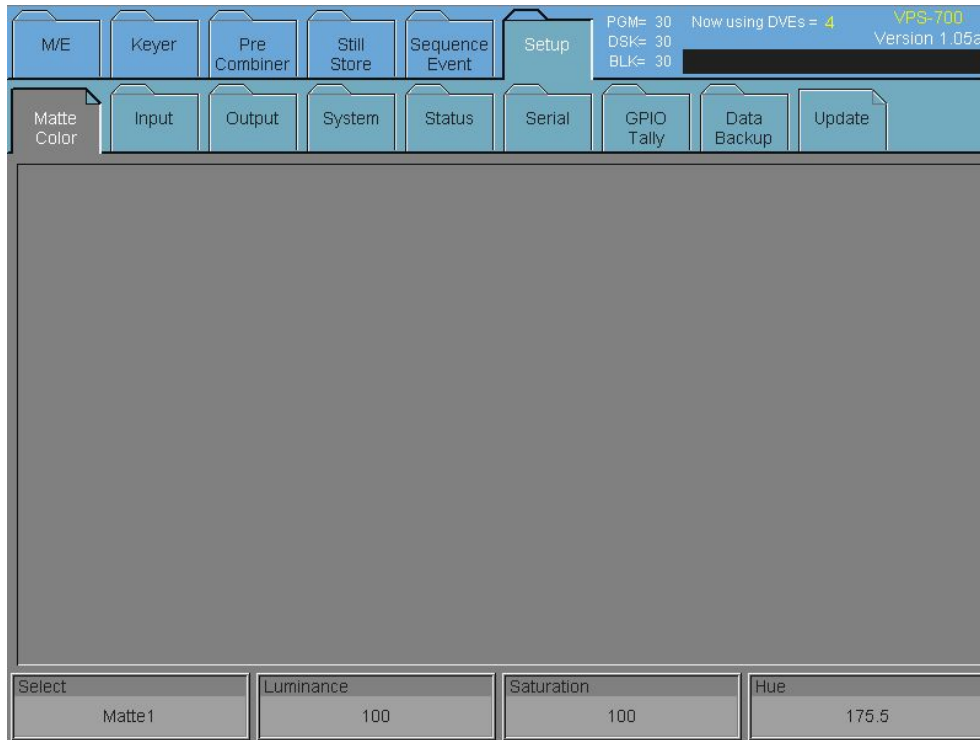 M/E
Keyer
Pre
Combiner
Still
Store
Sequence
Event
Setup
PGM= 30
DSK= 30
BLK= 30
Now using DVEs = 4
VPS-700
Version 1.05a
Matte
Color
Input
Output
System
Status
Serial
GPIO
Tally
Data
Backup
Update
Select
Matte1
Luminance
100
Saturation
100
Hue
175.5